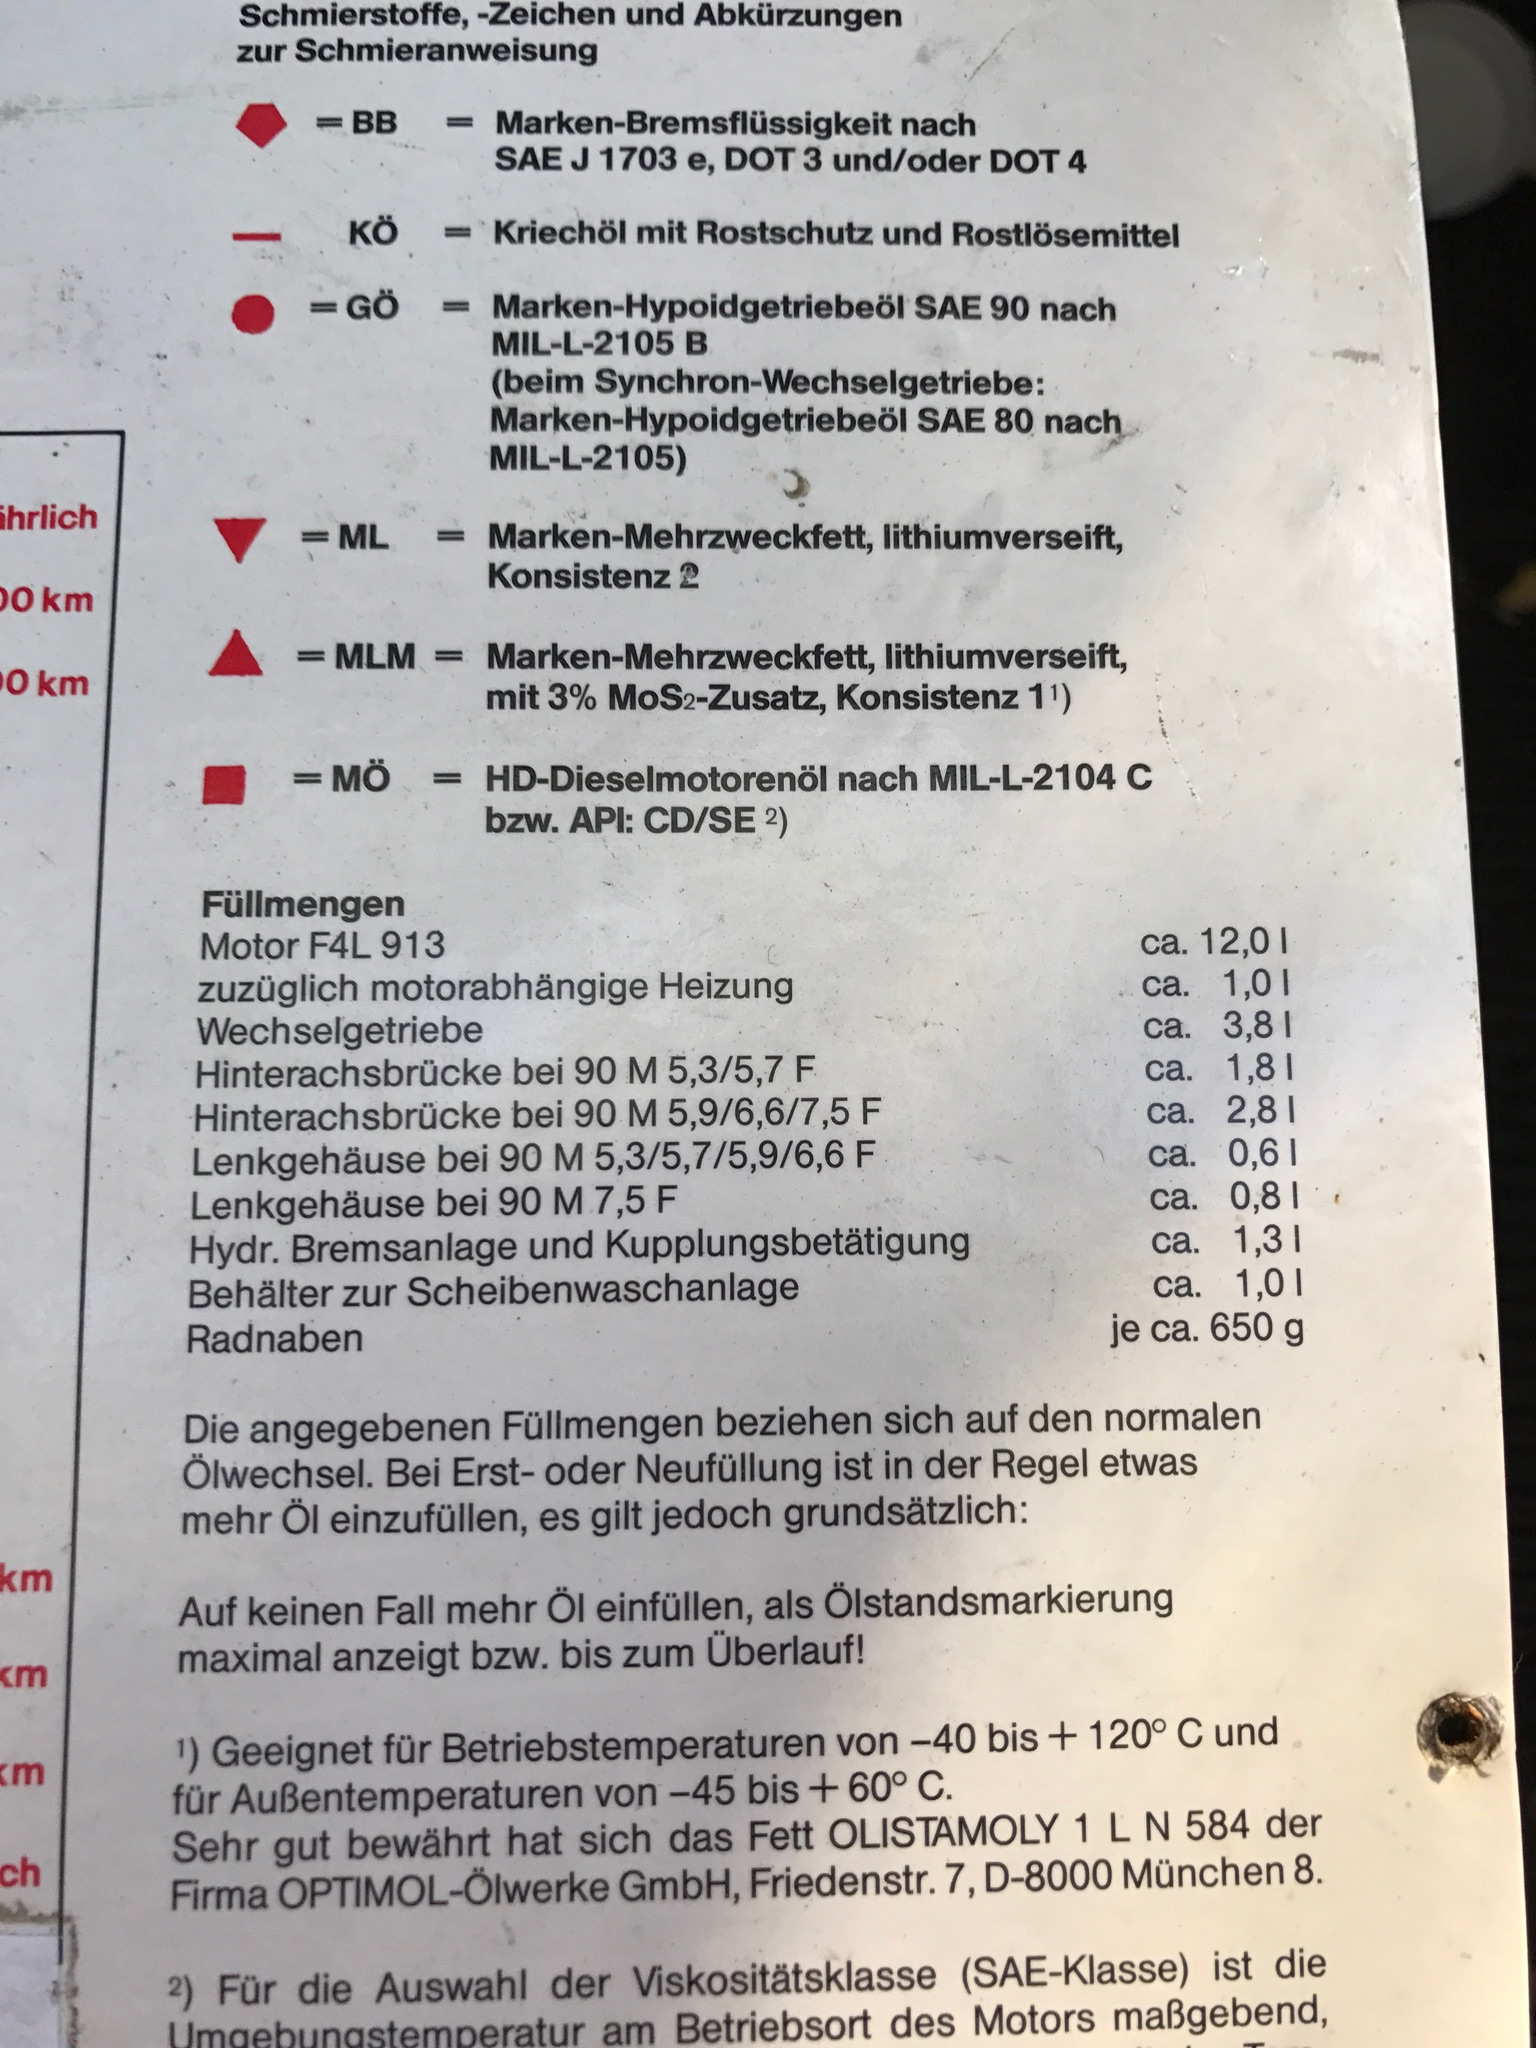 Schmierstoffe, -Zeichen und Abkürzungen
zur Schmieranweisung
= BB = Marken-Bremsflüssigkeit nach
SAE J 1703 e, DOT 3 und/oder DOT 4
KÖ = Kriechöl mit Rostschutz und Rostlösemittel
= GÖ = Marken-Hypoidgetriebeöl SAE 90 nach
MIL-L-2105 B
(beim Synchron-Wechselgetriebe:
Marken-Hypoidgetriebeöl SAE 80 nach
MIL-L-2105)
= ML = Marken-Mehrzweckfett, lithiumverseift,
Konsistenz 2
= MLM = Marken-Mehrzweckfett, lithiumverseift,
mit 3% MoS₂-Zusatz, Konsistenz 1¹)
= MÖ = HD-Dieselmotorenöl nach MIL-L-2104 C
bzw. API: CD/SE ²)
Füllmengen
Motor F4L 913 ca. 12,0 l
zuzüglich motorabhängige Heizung ca. 1,0 l
Wechselgetriebe ca. 3,8 l
Hinterachsbrücke bei 90 M 5,3/5,7 F ca. 1,8 l
Hinterachsbrücke bei 90 M 5,9/6,6/7,5 F ca. 2,8 l
Lenkgehäuse bei 90 M 5,3/5,7/5,9/6,6 F ca. 0,6 l
Lenkgehäuse bei 90 M 7,5 F ca. 0,8 l
Hydr. Bremsanlage und Kupplungsbetätigung ca. 1,3 l
Behälter zur Scheibenwaschanlage ca. 1,0 l
Radnaben je ca. 650 g
Die angegebenen Füllmengen beziehen sich auf den normalen
Ölwechsel. Bei Erst- oder Neufüllung ist in der Regel etwas
mehr Öl einzufüllen, es gilt jedoch grundsätzlich:
Auf keinen Fall mehr Öl einfüllen, als Ölstandsmarkierung
maximal anzeigt bzw. bis zum Überlauf!
¹) Geeignet für Betriebstemperaturen von –40 bis + 120° C und
für Außentemperaturen von –45 bis + 60° C.
Sehr gut bewährt hat sich das Fett OLISTAMOLY 1 L N 584 der
Firma OPTIMOL-Ölwerke GmbH, Friedenstr. 7, D-8000 München 8.
²) Für die Auswahl der Viskositätsklasse (SAE-Klasse) ist die
Umgebungstemperatur am Betriebsort des Motors maßgebend,
km
km
km
km